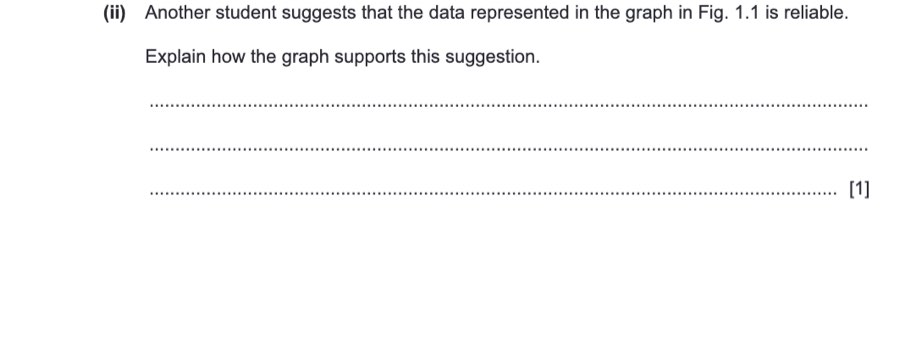 (ii) Another student suggests that the data represented in the graph in Fig. 1.1 is reliable.
Explain how the graph supports this suggestion.
[1]